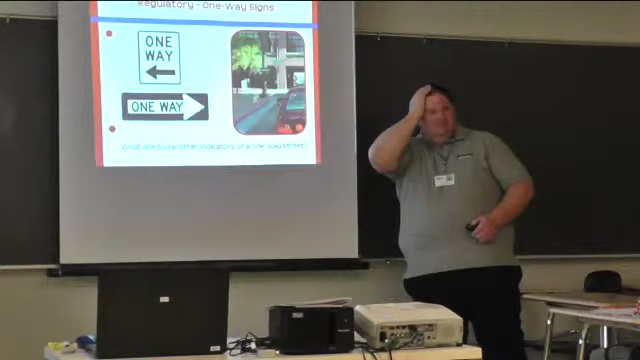 Regulatory - One-Way Signs
ONE
WAY
ONE WAY
What are some other indicators of a one-way street?